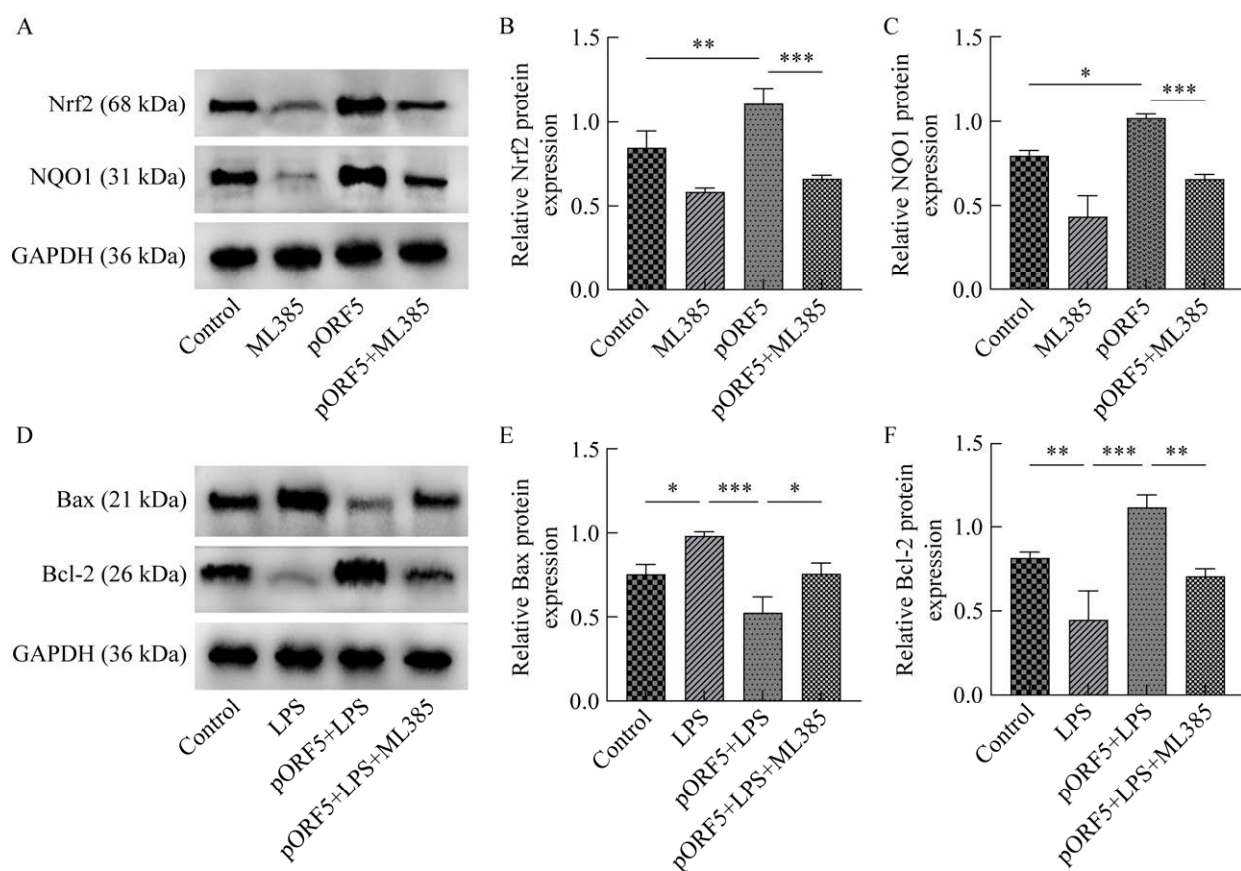 A
Nrf2 (68 kDa)
NQO1 (31 kDa)
GAPDH (36 kDa)
Control
ML385
pORF5
pORF5+ML385
B
Relative Nrf2 protein
expression
1.5
1.0
0.5
0.0
**
***
Control
ML385
pORF5
pORF5+ML385
C
Relative NQO1 protein
expression
1.5
1.0
0.5
0.0
*
***
Control
ML385
pORF5
pORF5+ML385
D
Bax (21 kDa)
Bcl-2 (26 kDa)
GAPDH (36 kDa)
Control
LPS
pORF5+LPS
pORF5+LPS+ML385
E
Relative Bax protein
expression
1.5
1.0
0.5
0.0
*
***
*
Control
LPS
pORF5+LPS
pORF5+LPS+ML385
F
Relative Bcl-2 protein
expression
1.5
1.0
0.5
0.0
**
***
**
Control
LPS
pORF5+LPS
pORF5+LPS+ML385